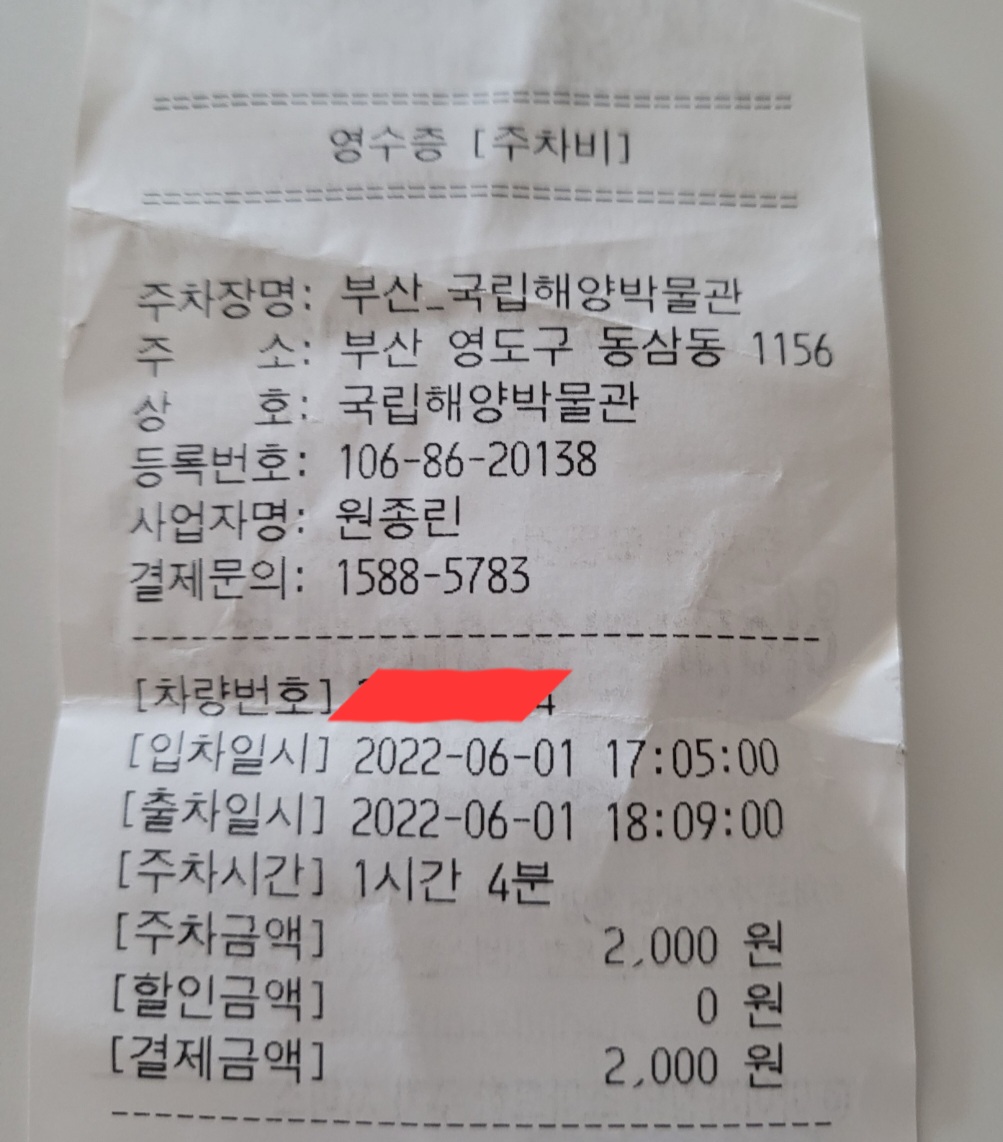 ================================
영수증 [주차비]
================================
주차장명: 부산_국립해양박물관
주 소: 부산 영도구 동삼동 1156
상 호: 국립해양박물관
등록번호: 106-86-20138
사업자명: 원종린
결제문의: 1588-5783
--------------------------------
[차량번호] 4
[입차일시] 2022-06-01 17:05:00
[출차일시] 2022-06-01 18:09:00
[주차시간] 1시간 4분
[주차금액] 2,000 원
[할인금액] 0 원
[결제금액] 2,000 원
--------------------------------